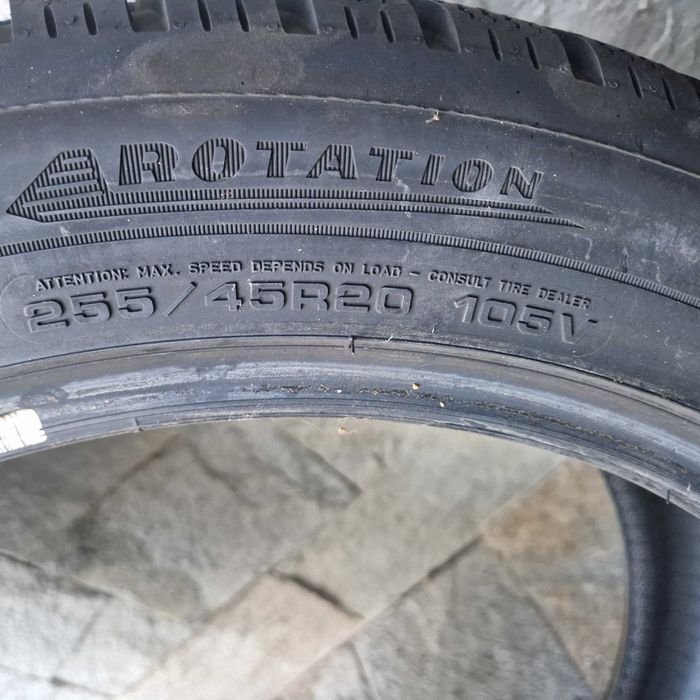 ROTATION
ATTENTION: MAX. SPEED DEPENDS ON LOAD – CONSULT TIRE DEALER
255/45R20 105V